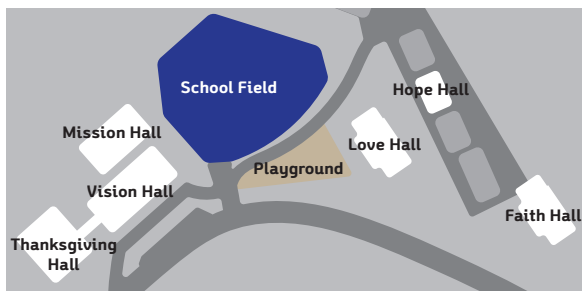 School Field
Hope Hall
Mission Hall
Love Hall
Playground
Vision Hall
Faith Hall
Thanksgiving
Hall